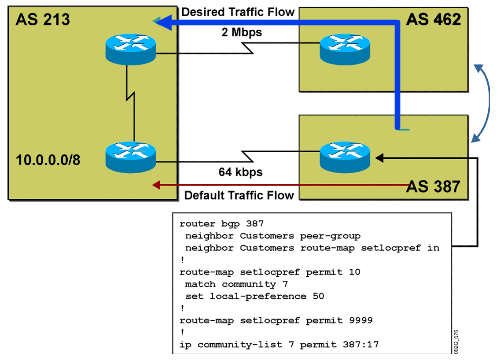 AS 213
Desired Traffic Flow
AS 462
2 Mbps
10.0.0.0/8
64 kbps
AS 387
Default Traffic Flow
router bgp 387
neighbor Customers peer-group
neighbor Customers route-map setlocpref in
!
route-map setlocpref permit 10
match community 7
set local-preference 50
!
route-map setlocpref permit 9999
!
ip community-list 7 permit 387:17